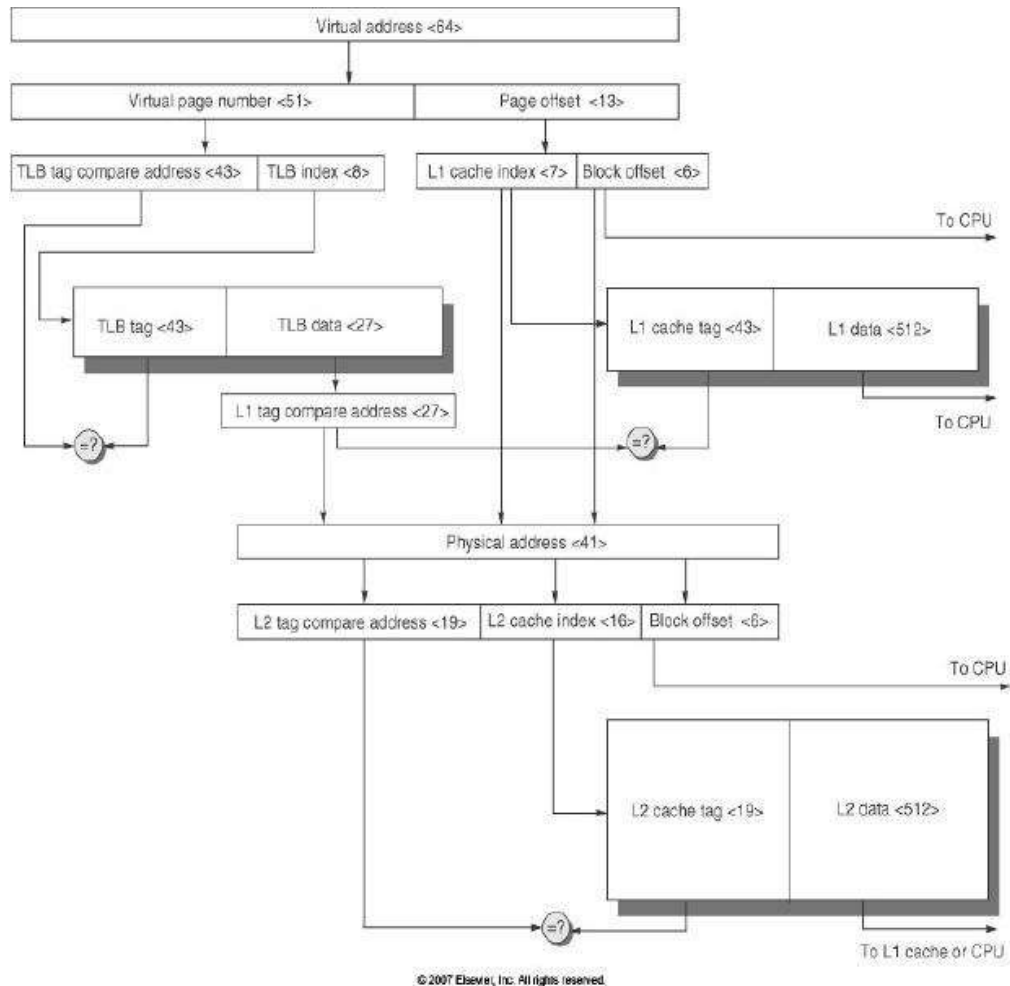 Virtual address <64>
Virtual page number <51>
Page offset <13>
TLB tag compare address <43>
TLB index <8>
L1 cache index <7>
Block offset <6>
To CPU
TLB tag <43>
TLB data <27>
L1 cache tag <43>
L1 data <512>
L1 tag compare address <27>
To CPU
=?
=?
Physical address <41>
L2 tag compare address <19>
L2 cache index <16>
Block offset <6>
To CPU
L2 cache tag <19>
L2 data <512>
=?
To L1 cache or CPU
© 2007 Elsevier, Inc. All rights reserved.